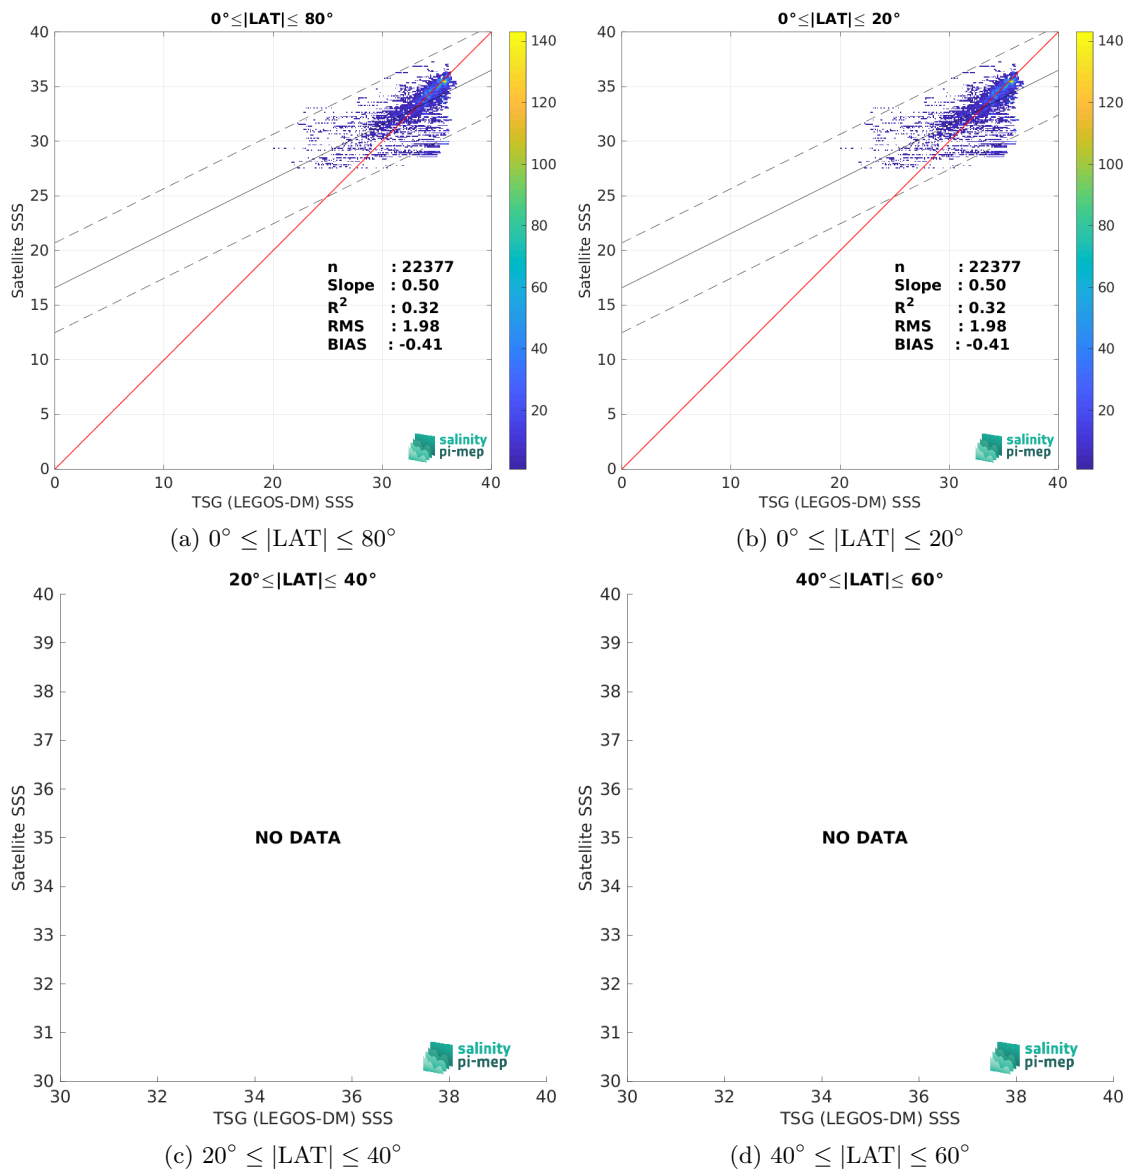 0°≤|LAT|≤ 80°
40
35
30
25
20
15
10
5
0
Satellite SSS
n : 22377
Slope : 0.50
R² : 0.32
RMS : 1.98
BIAS : -0.41
salinity
pi-mep
0 10 20 30 40
TSG (LEGOS-DM) SSS
140
120
100
80
60
40
20
(a) 0° ≤ |LAT| ≤ 80°
0°≤|LAT|≤ 20°
40
35
30
25
20
15
10
5
0
Satellite SSS
n : 22377
Slope : 0.50
R² : 0.32
RMS : 1.98
BIAS : -0.41
salinity
pi-mep
0 10 20 30 40
TSG (LEGOS-DM) SSS
140
120
100
80
60
40
20
(b) 0° ≤ |LAT| ≤ 20°
20°≤|LAT|≤ 40°
40
39
38
37
36
35
34
33
32
31
30
Satellite SSS
NO DATA
salinity
pi-mep
30 32 34 36 38 40
TSG (LEGOS-DM) SSS
(c) 20° ≤ |LAT| ≤ 40°
40°≤|LAT|≤ 60°
40
39
38
37
36
35
34
33
32
31
30
Satellite SSS
NO DATA
salinity
pi-mep
30 32 34 36 38 40
TSG (LEGOS-DM) SSS
(d) 40° ≤ |LAT| ≤ 60°